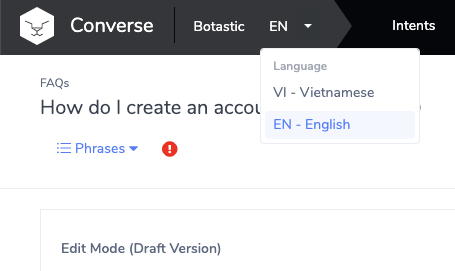 Converse
Botastic
EN
Intents
Language
VI - Vietnamese
EN - English
FAQs
How do I create an accou
Phrases
Edit Mode (Draft Version)